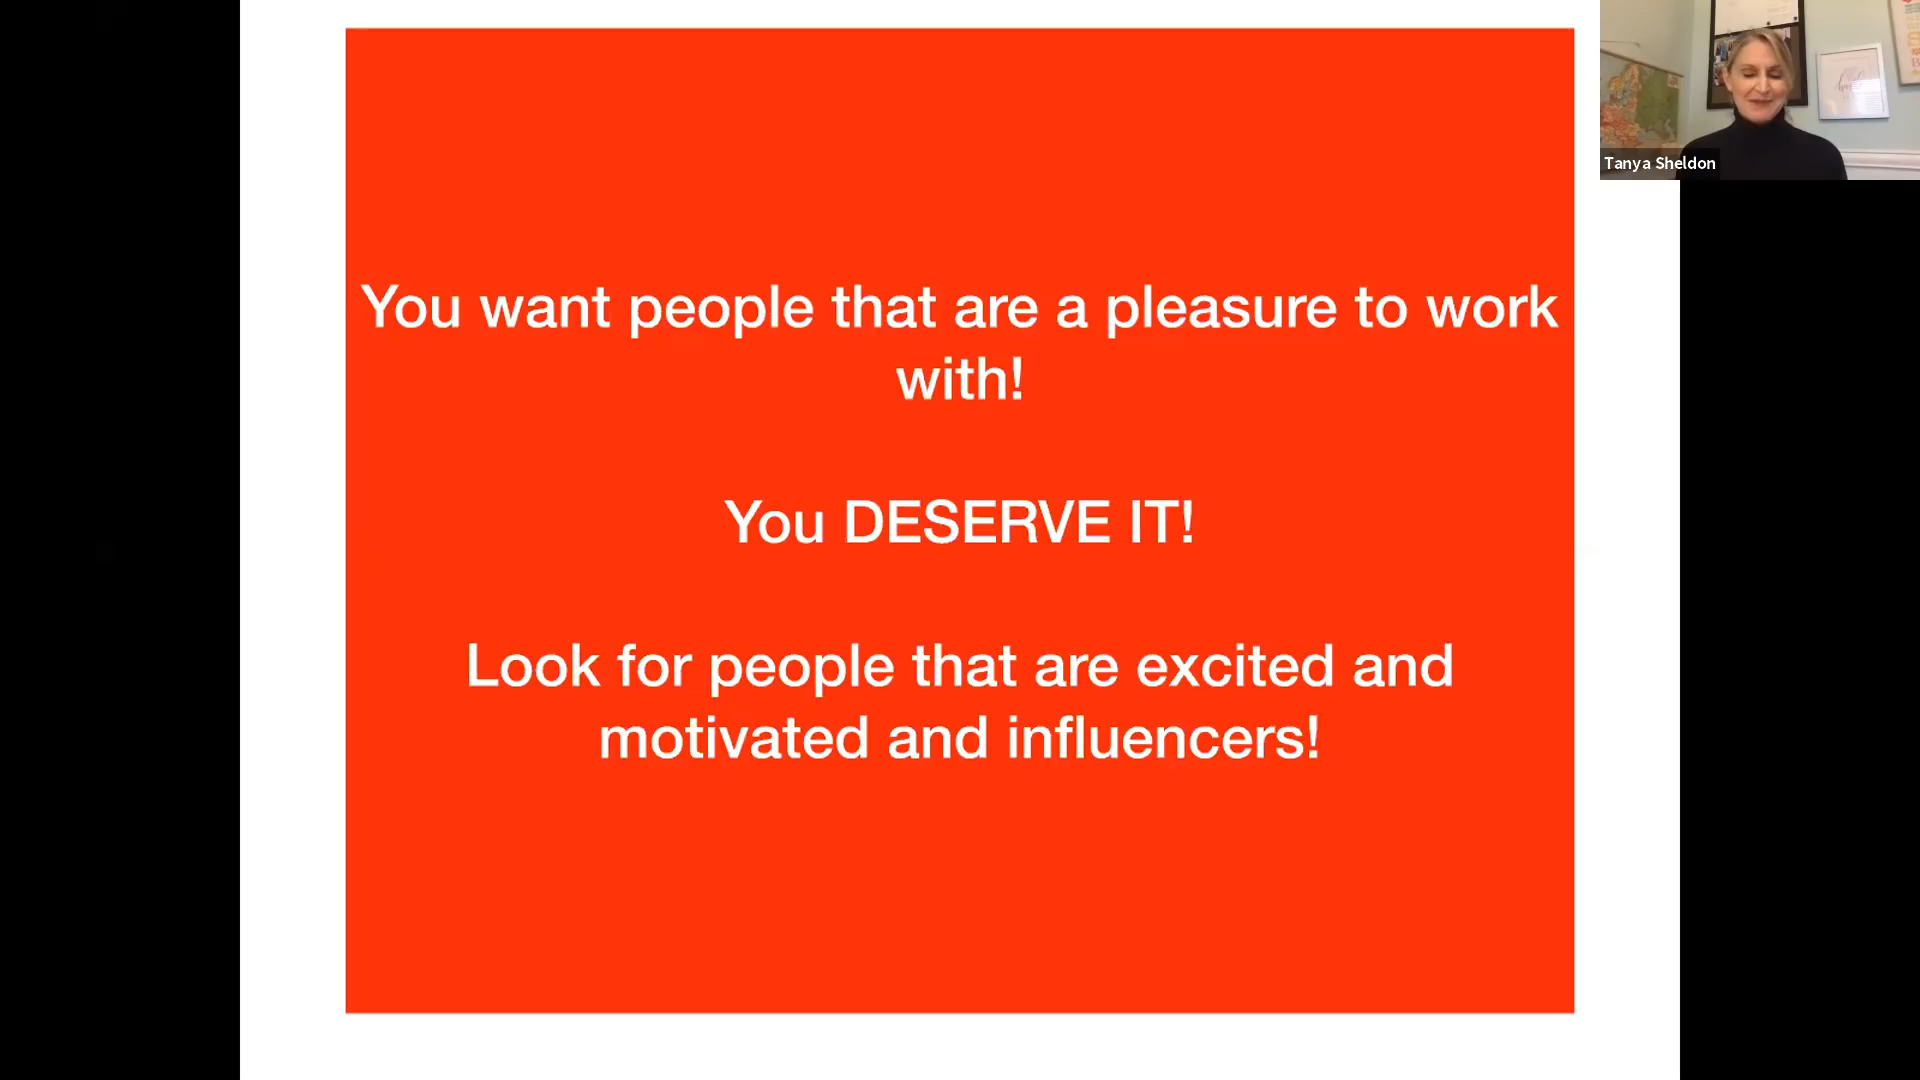 You want people that are a pleasure to work
with!
You DESERVE IT!
Look for people that are excited and
motivated and influencers!
Tanya Sheldon